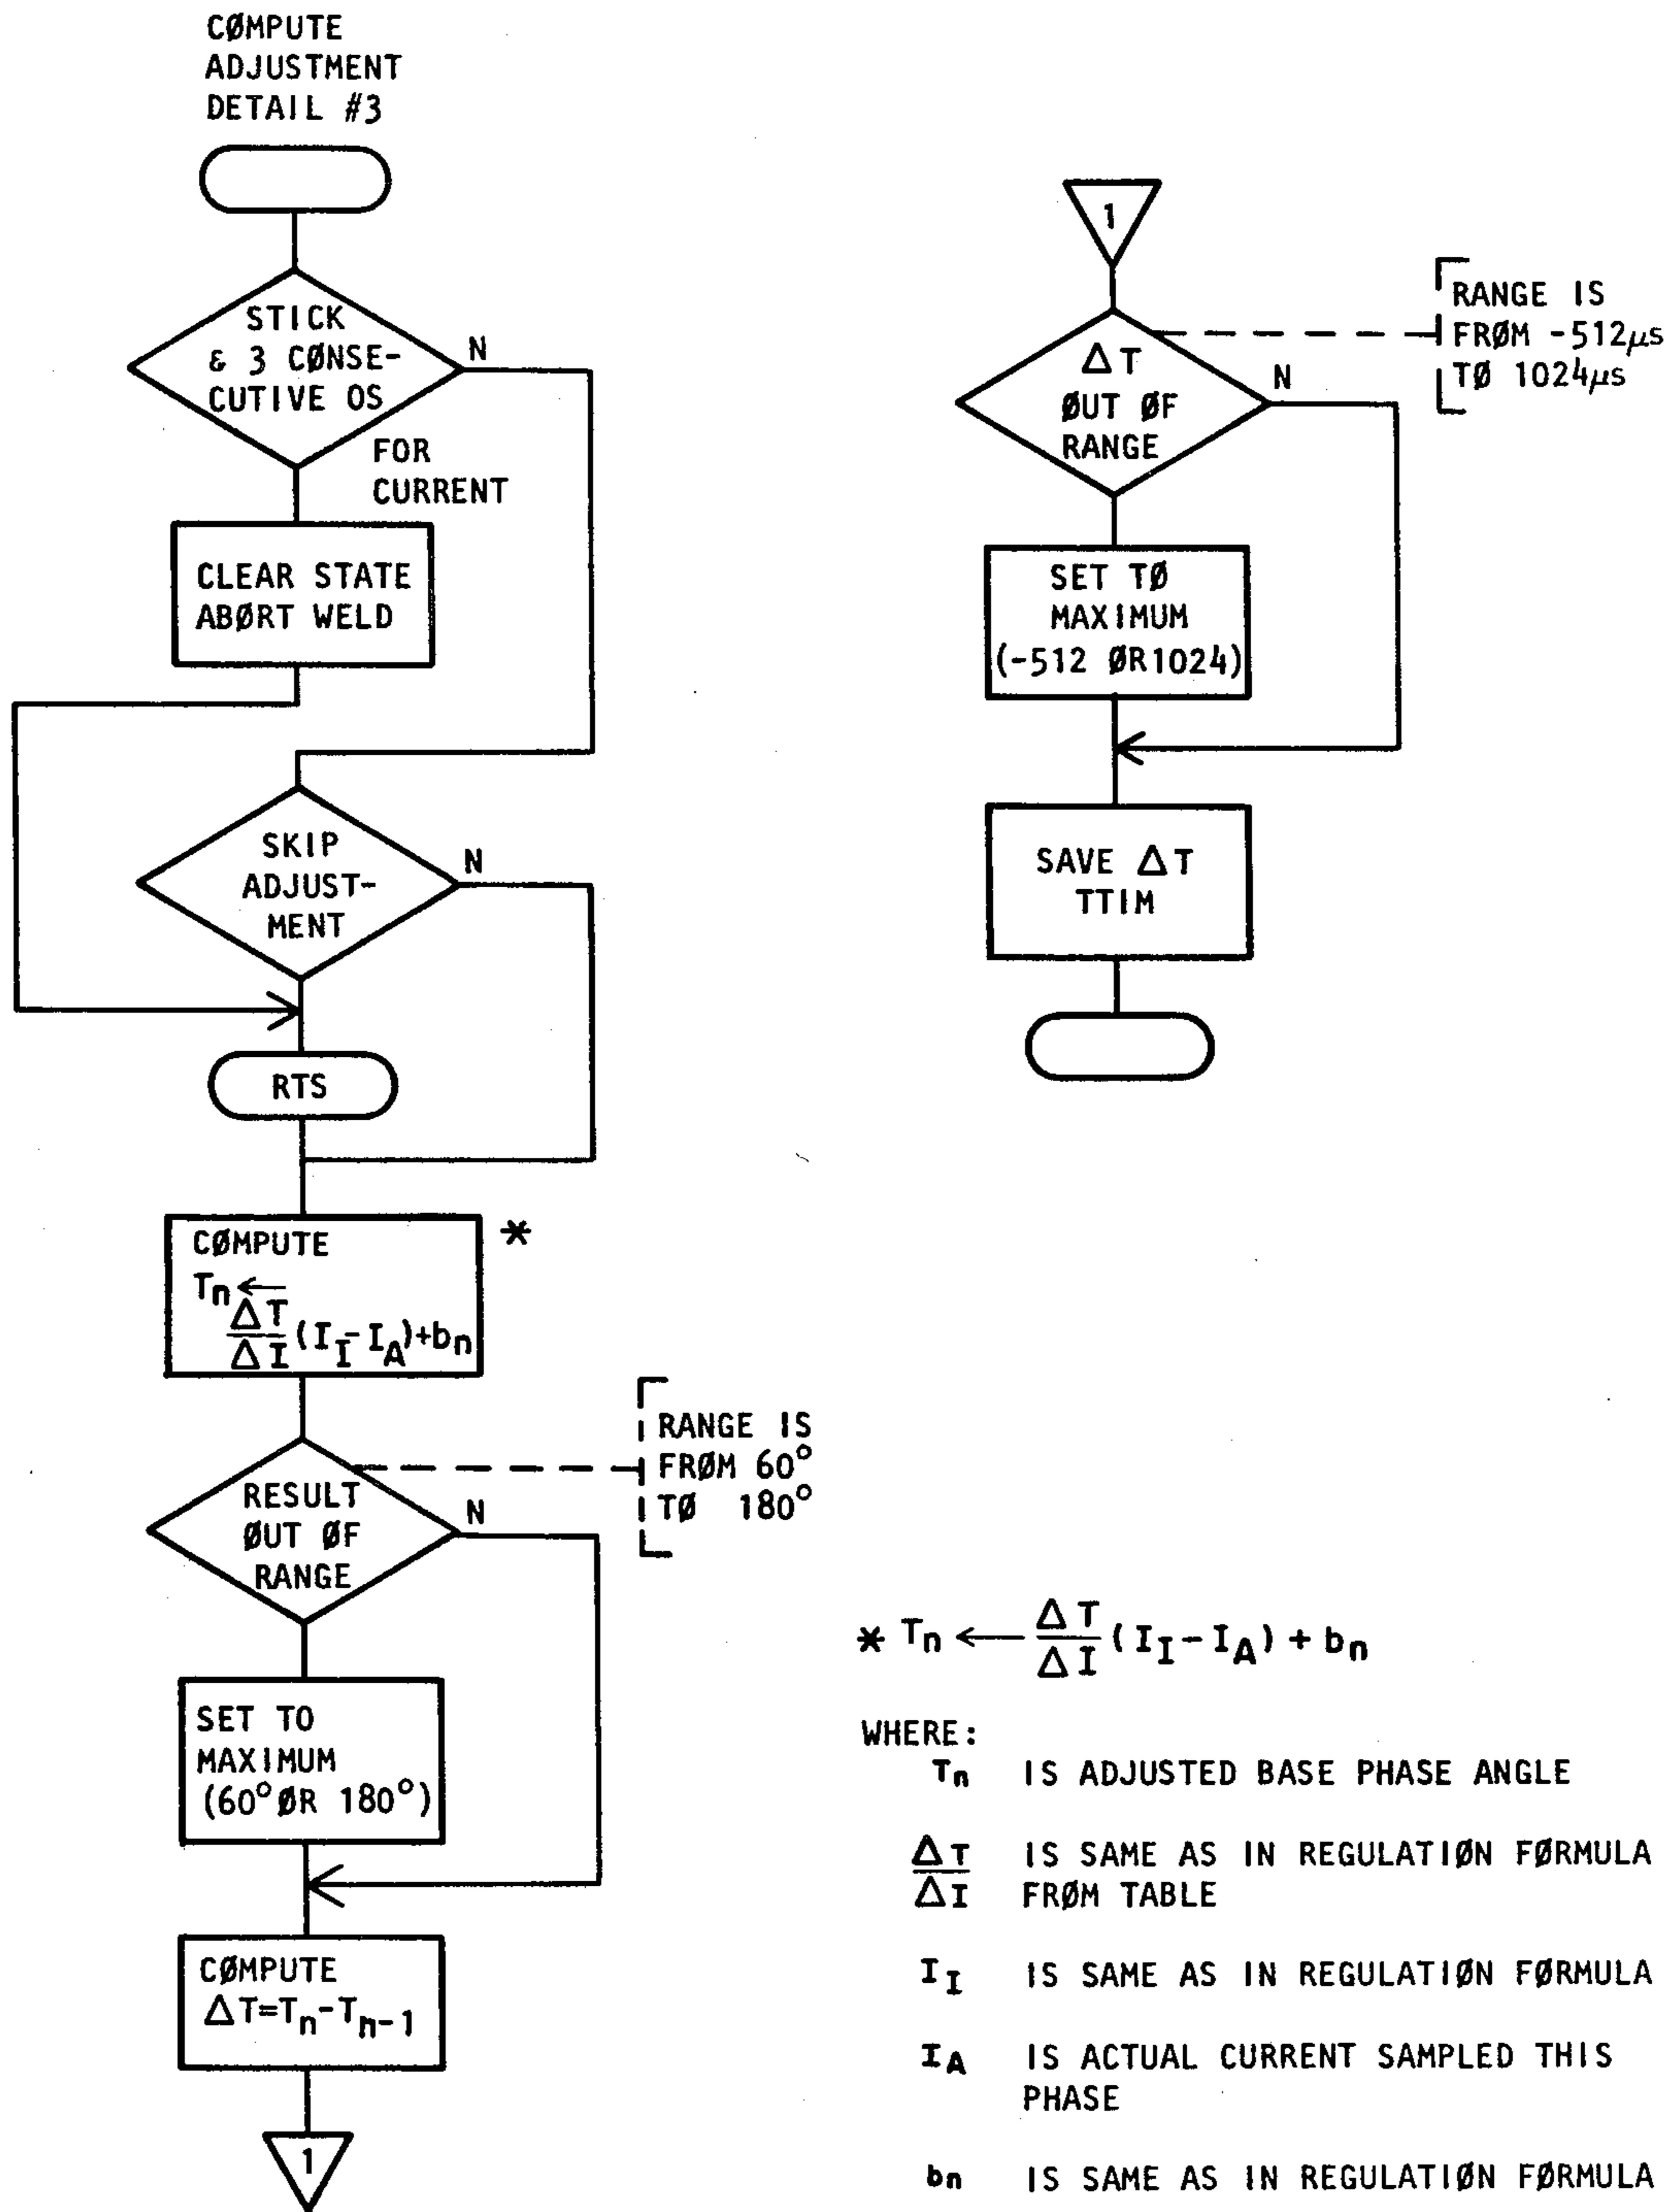 CØMPUTE
ADJUSTMENT
DETAIL #3
STICK
& 3 CØNSE-
CUTIVE OS
N
FOR
CURRENT
CLEAR STATE
ABØRT WELD
SKIP
ADJUST-
MENT
N
RTS
CØMPUTE
*
Tn ←
ΔT
ΔI (II-IA)+bn
RESULT
ØUT ØF
RANGE
N
RANGE IS
FRØM 60°
TØ 180°
SET TO
MAXIMUM
(60° ØR 180°)
CØMPUTE
ΔT=Tn-Tn-1
1
1
ΔT
ØUT ØF
RANGE
N
RANGE IS
FRØM -512µs
TØ 1024µs
SET TØ
MAXIMUM
(-512 ØR1024)
SAVE ΔT
TTIM
* Tn ← ΔT/ΔI (II-IA) + bn
WHERE:
Tn IS ADJUSTED BASE PHASE ANGLE
ΔT IS SAME AS IN REGULATIØN FØRMULA
ΔI FRØM TABLE
II IS SAME AS IN REGULATIØN FØRMULA
IA IS ACTUAL CURRENT SAMPLED THIS
PHASE
bn IS SAME AS IN REGULATIØN FØRMULA